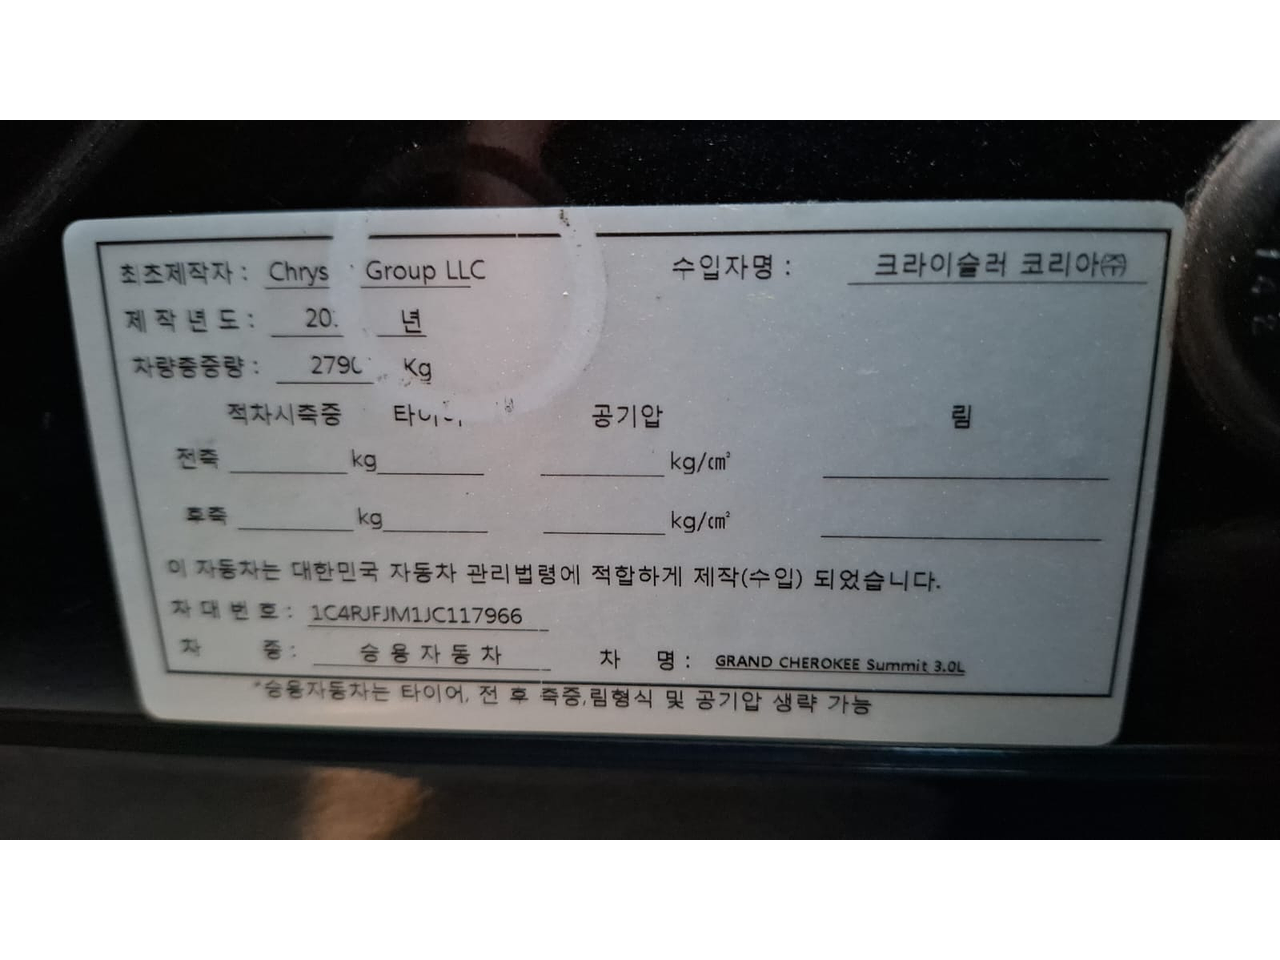 최초제작자 : Chrys Group LLC 수입자명 : 크라이슬러 코리아㈜
제 작 년 도 : 20 년
차량총중량 : 279 Kg
적차시축중 타이어 공기압 림
전축 kg kg/㎠
후축 kg kg/㎠
이 자동차는 대한민국 자동차 관리법령에 적합하게 제작(수입) 되었습니다.
차 대 번 호 : 1C4RJFJM1JC117966
차 종 : 승 용 자 동 차 차 명 : GRAND CHEROKEE Summit 3.0L
*승용자동차는 타이어, 전 후 축중,림형식 및 공기압 생략 가능